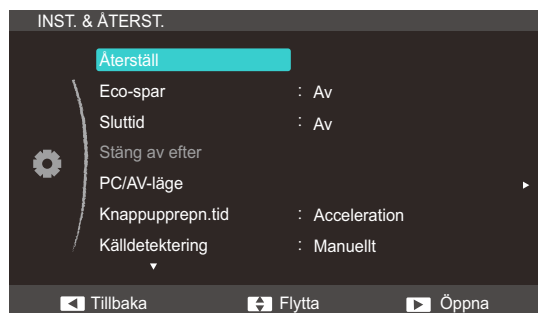 INST. & ÅTERST.
Återställ
Eco-spar : Av
Sluttid : Av
Stäng av efter
PC/AV-läge
Knappupprepn.tid : Acceleration
Källdetektering : Manuellt
Tillbaka Flytta Öppna